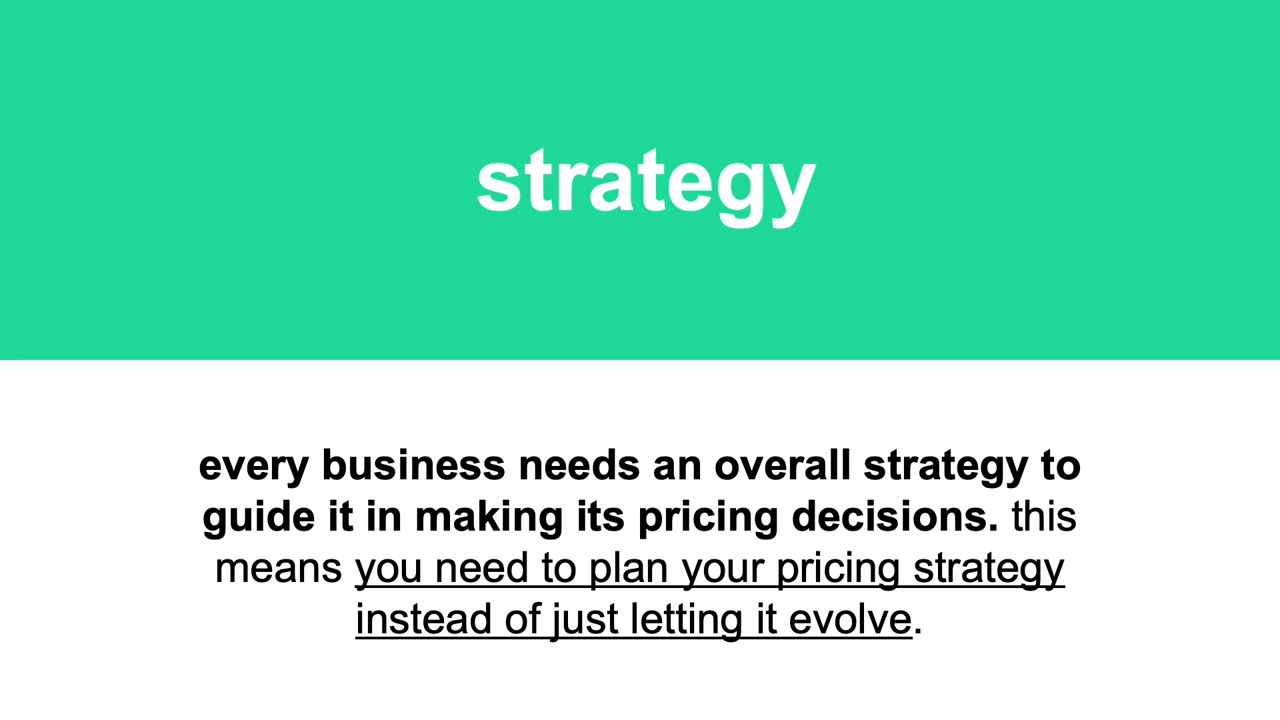 strategy
every business needs an overall strategy to
guide it in making its pricing decisions. this
means you need to plan your pricing strategy
instead of just letting it evolve.